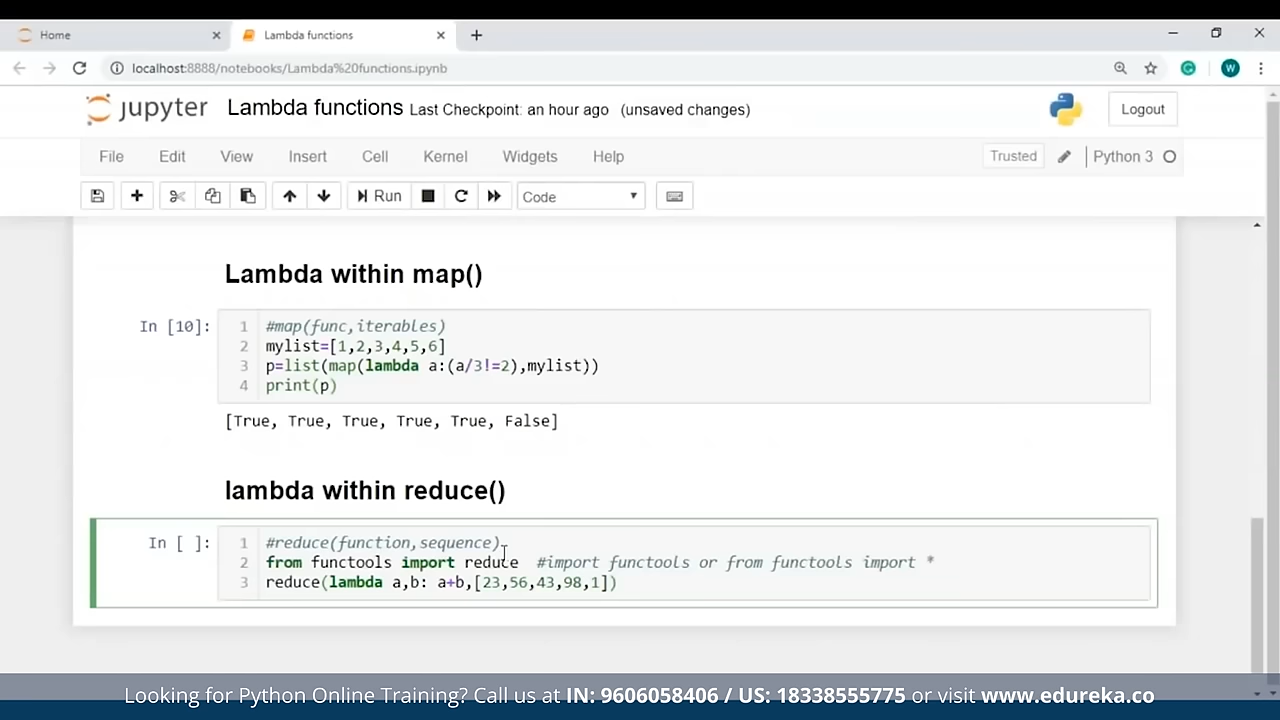 Home
Lambda functions
localhost:8888/notebooks/Lambda%20functions.ipynb
W
jupyter Lambda functions Last Checkpoint: an hour ago (unsaved changes)
Logout
File Edit View Insert Cell Kernel Widgets Help
Trusted Python 3
Run Code
Lambda within map()
In [10]:
1 #map(func,iterables)
2 mylist=[1,2,3,4,5,6]
3 p=list(map(lambda a:(a/3!=2),mylist))
4 print(p)
[True, True, True, True, True, False]
lambda within reduce()
In [ ]:
1 #reduce(function,sequence)
2 from functools import reduce  #import functools or from functools import *
3 reduce(lambda a,b: a+b,[23,56,43,98,1])
Looking for Python Online Training? Call us at IN: 9606058406 / US: 18338555775 or visit www.edureka.co